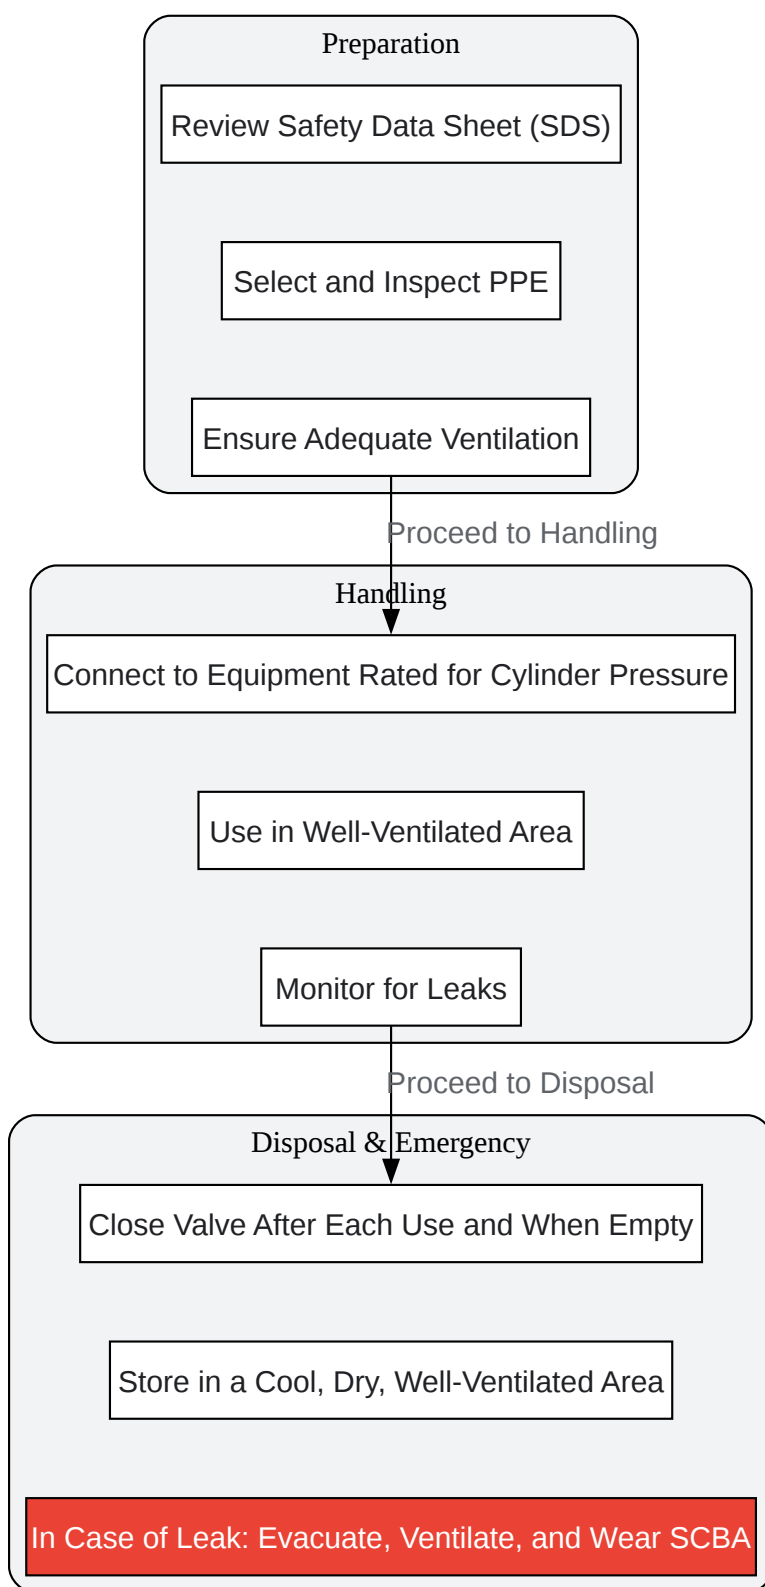 Preparation
Review Safety Data Sheet (SDS)
Select and Inspect PPE
Ensure Adequate Ventilation
Proceed to Handling
Handling
Connect to Equipment Rated for Cylinder Pressure
Use in Well-Ventilated Area
Monitor for Leaks
Proceed to Disposal
Disposal & Emergency
Close Valve After Each Use and When Empty
Store in a Cool, Dry, Well-Ventilated Area
In Case of Leak: Evacuate, Ventilate, and Wear SCBA